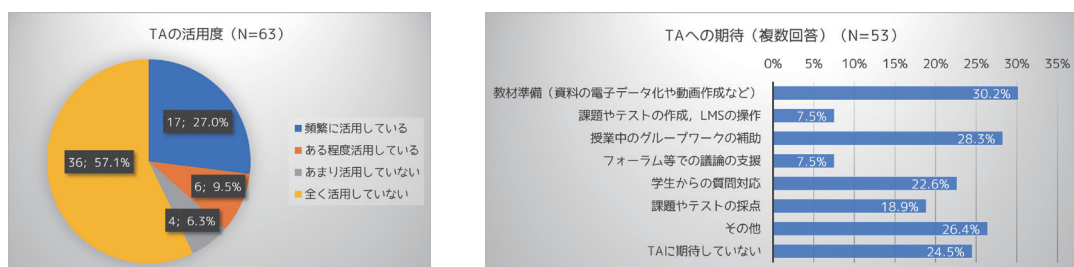 TAの活用度（N=63）
17; 27.0%
6; 9.5%
4; 6.3%
36; 57.1%
頻繁に活用している
ある程度活用している
あまり活用していない
全く活用していない
TAへの期待（複数回答）（N=53）
0% 5% 10% 15% 20% 25% 30% 35%
教材準備（資料の電子データ化や動画作成など） 30.2%
課題やテストの作成，LMSの操作 7.5%
授業中のグループワークの補助 28.3%
フォーラム等での議論の支援 7.5%
学生からの質問対応 22.6%
課題やテストの採点 18.9%
その他 26.4%
TAに期待していない 24.5%